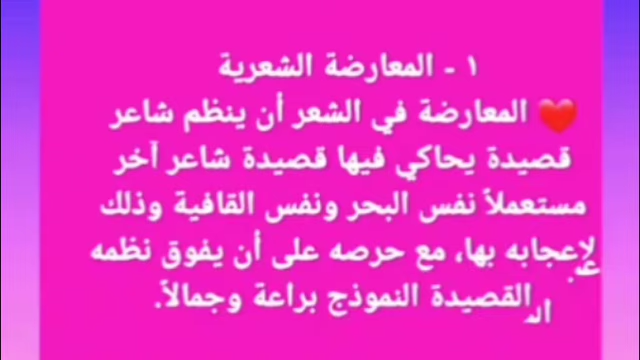 ١ - المعارضة الشعرية
المعارضة في الشعر أن ينظم شاعر
قصيدة يحاكي فيها قصيدة شاعر آخر
مستعملاً نفس البحر ونفس القافية وذلك
لإعجابه بها، مع حرصه على أن يفوق نظمه
القصيدة النموذج براعة وجمالاً.